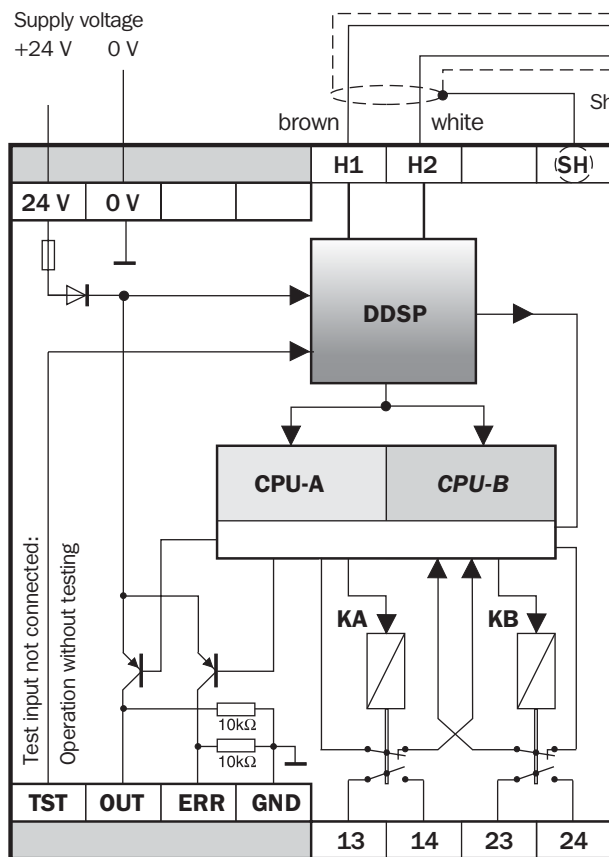 Supply voltage
+24 V 0 V
Sh
brown white
H1 H2 SH
24 V 0 V
DDSP
CPU-A CPU-B
KA KB
Test input not connected:
Operation without testing
10kΩ
10kΩ
TST OUT ERR GND
13 14 23 24